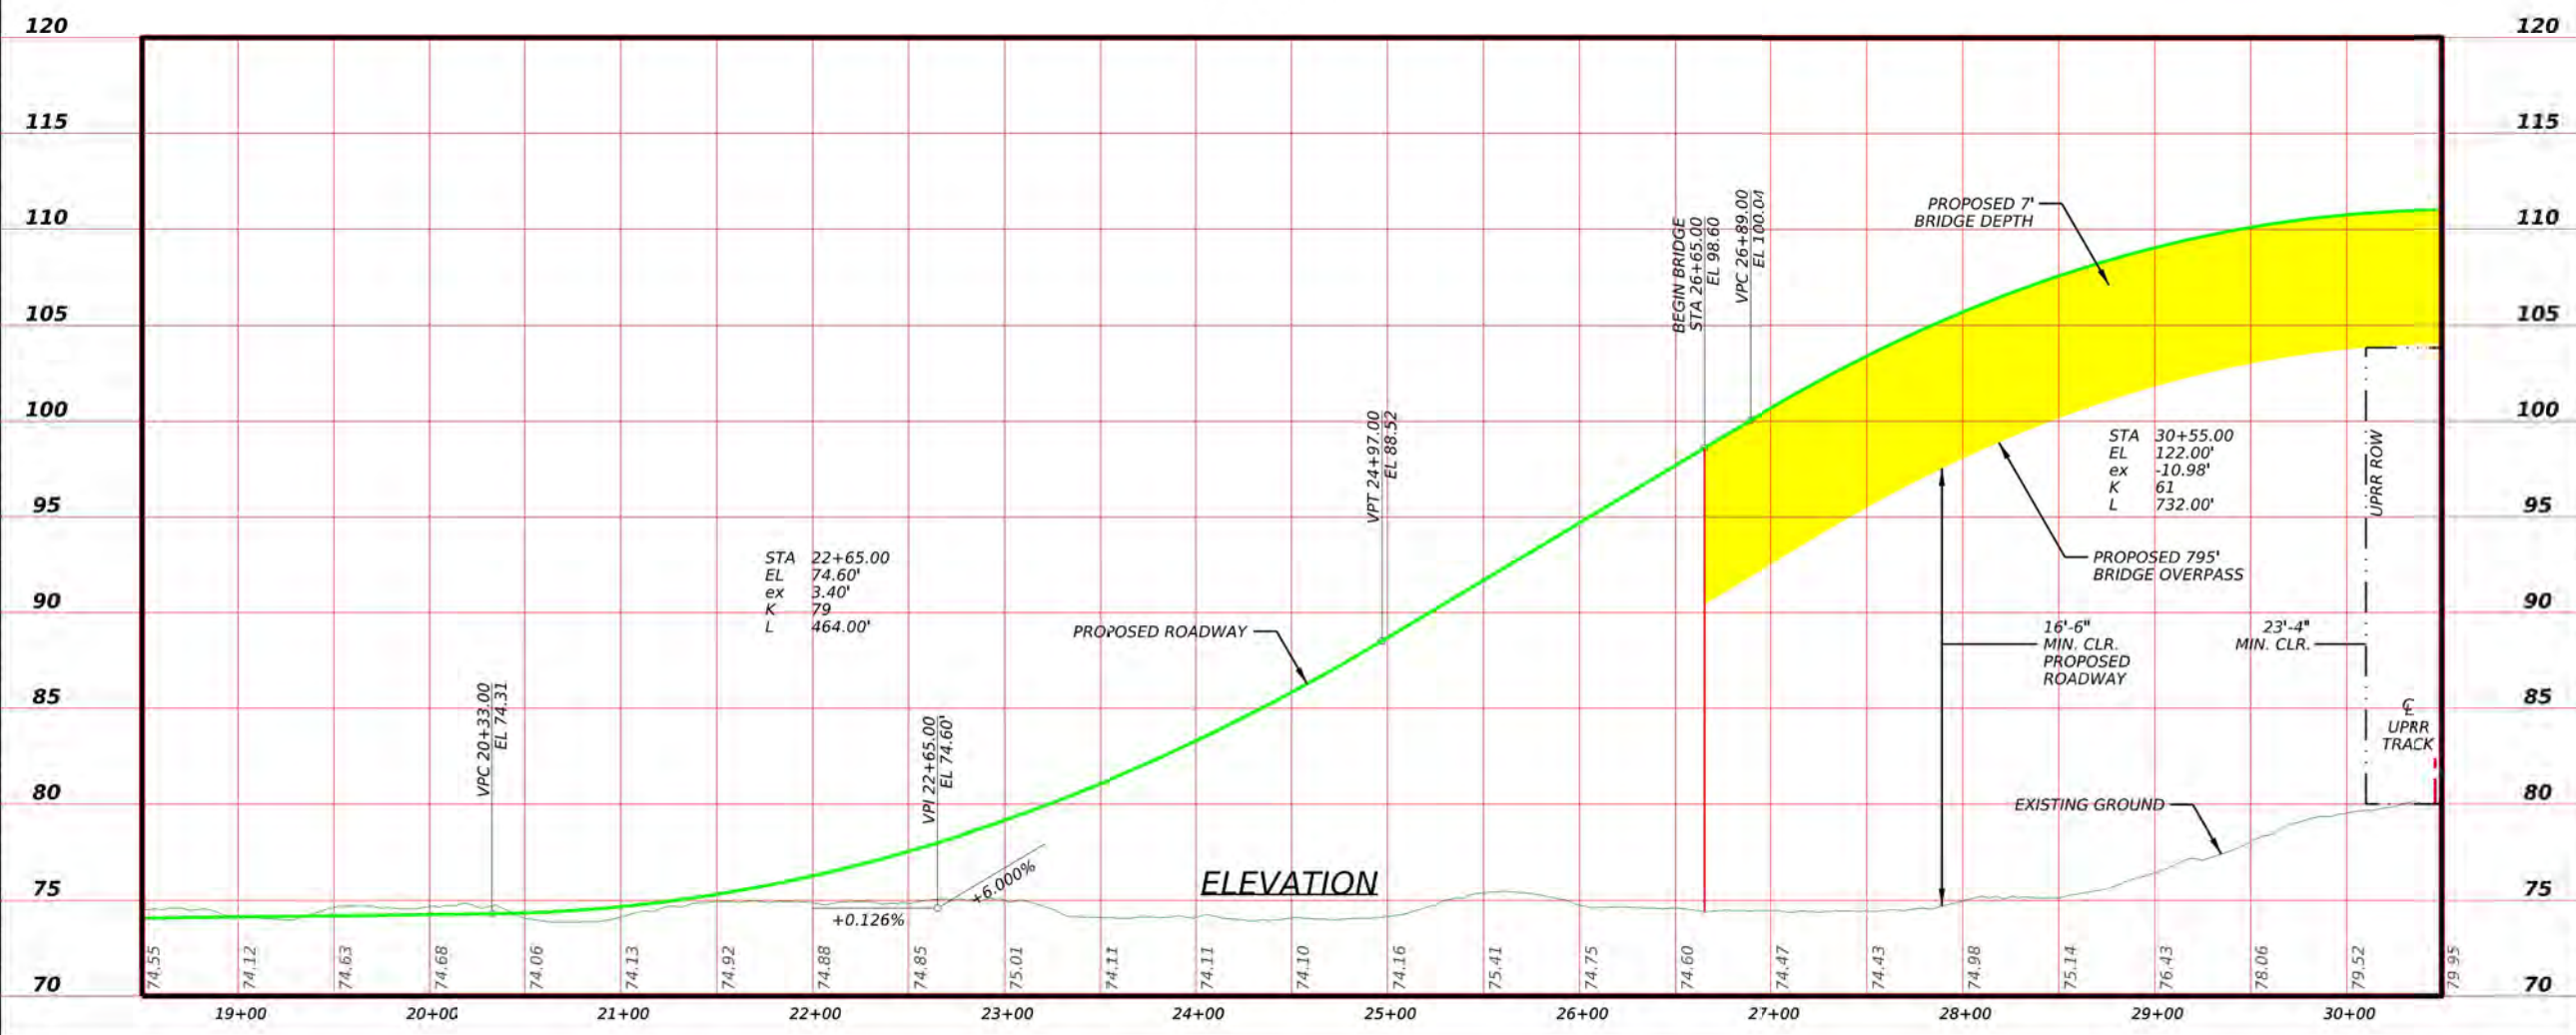 120
120
115
115
110
110
105
105
100
100
95
95
90
90
85
85
80
80
75
75
70
70
PROPOSED 7'
BRIDGE DEPTH
BEGIN BRIDGE
STA 26+65.00
EL 98.60
VPC 26+89.00
EL 100.04
VPT 24+97.00
EL 88.52
STA 30+55.00
EL 122.00'
ex -10.98'
K 61
L 732.00'
UPRR ROW
STA 22+65.00
EL 74.60'
ex 3.40'
K 79
L 464.00'
PROPOSED 795'
BRIDGE OVERPASS
PROPOSED ROADWAY
16'-6"
MIN. CLR.
PROPOSED
ROADWAY
23'-4"
MIN. CLR.
VPC 20+33.00
EL 74.31
VPI 22+65.00
EL 74.60'
℄
UPRR
TRACK
EXISTING GROUND
+6.000%
+0.126%
ELEVATION
74.55
74.12
74.63
74.68
74.06
74.13
74.92
74.88
74.85
75.01
74.11
74.11
74.10
74.16
75.41
74.75
74.60
74.47
74.43
74.98
75.14
76.43
78.06
79.52
79.95
19+00
20+00
21+00
22+00
23+00
24+00
25+00
26+00
27+00
28+00
29+00
30+00